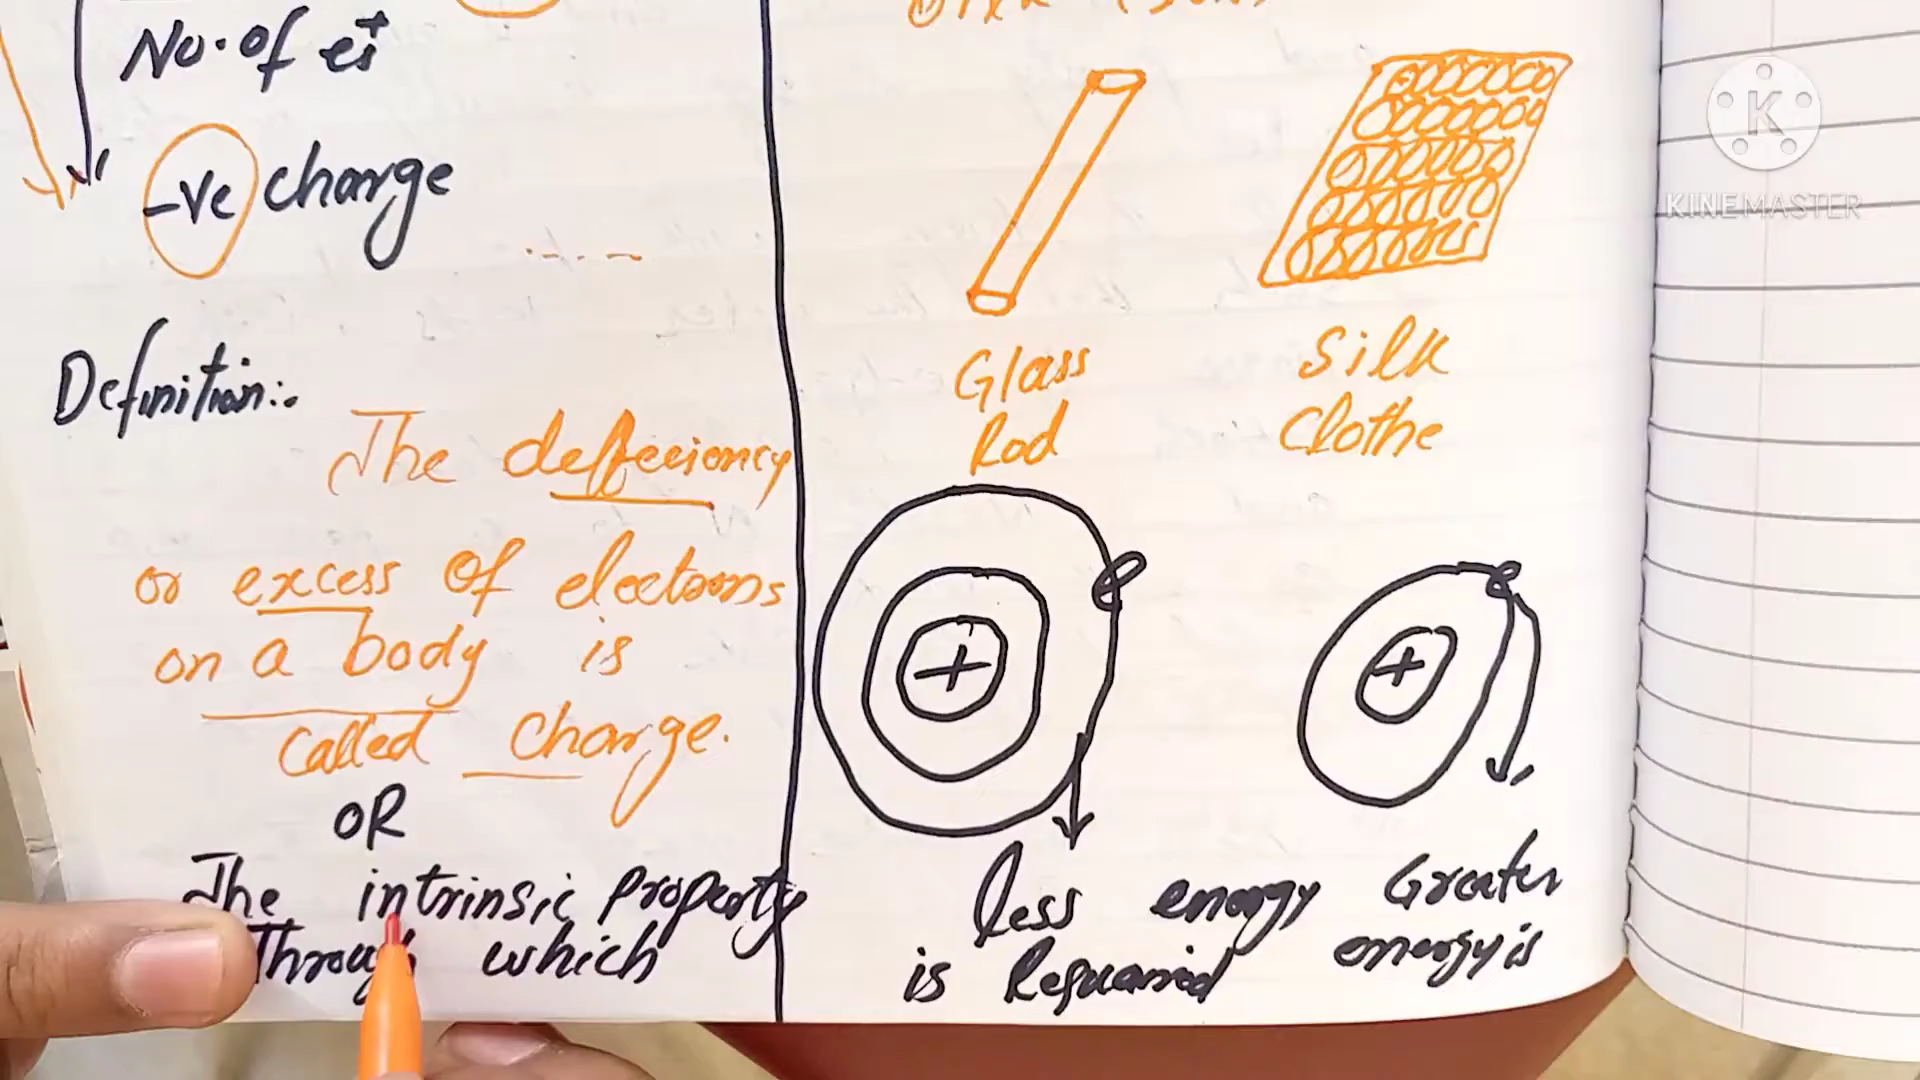 No. of
-ve charge
Definition:.
The deffeciency
or excess of electrons
on a body is
called charge.
OR
The intrinsic property
Through which
Glass
Rod
Silk
Clothe
less energy
is Requarired
Greater
energy is
K
KINEMASTER